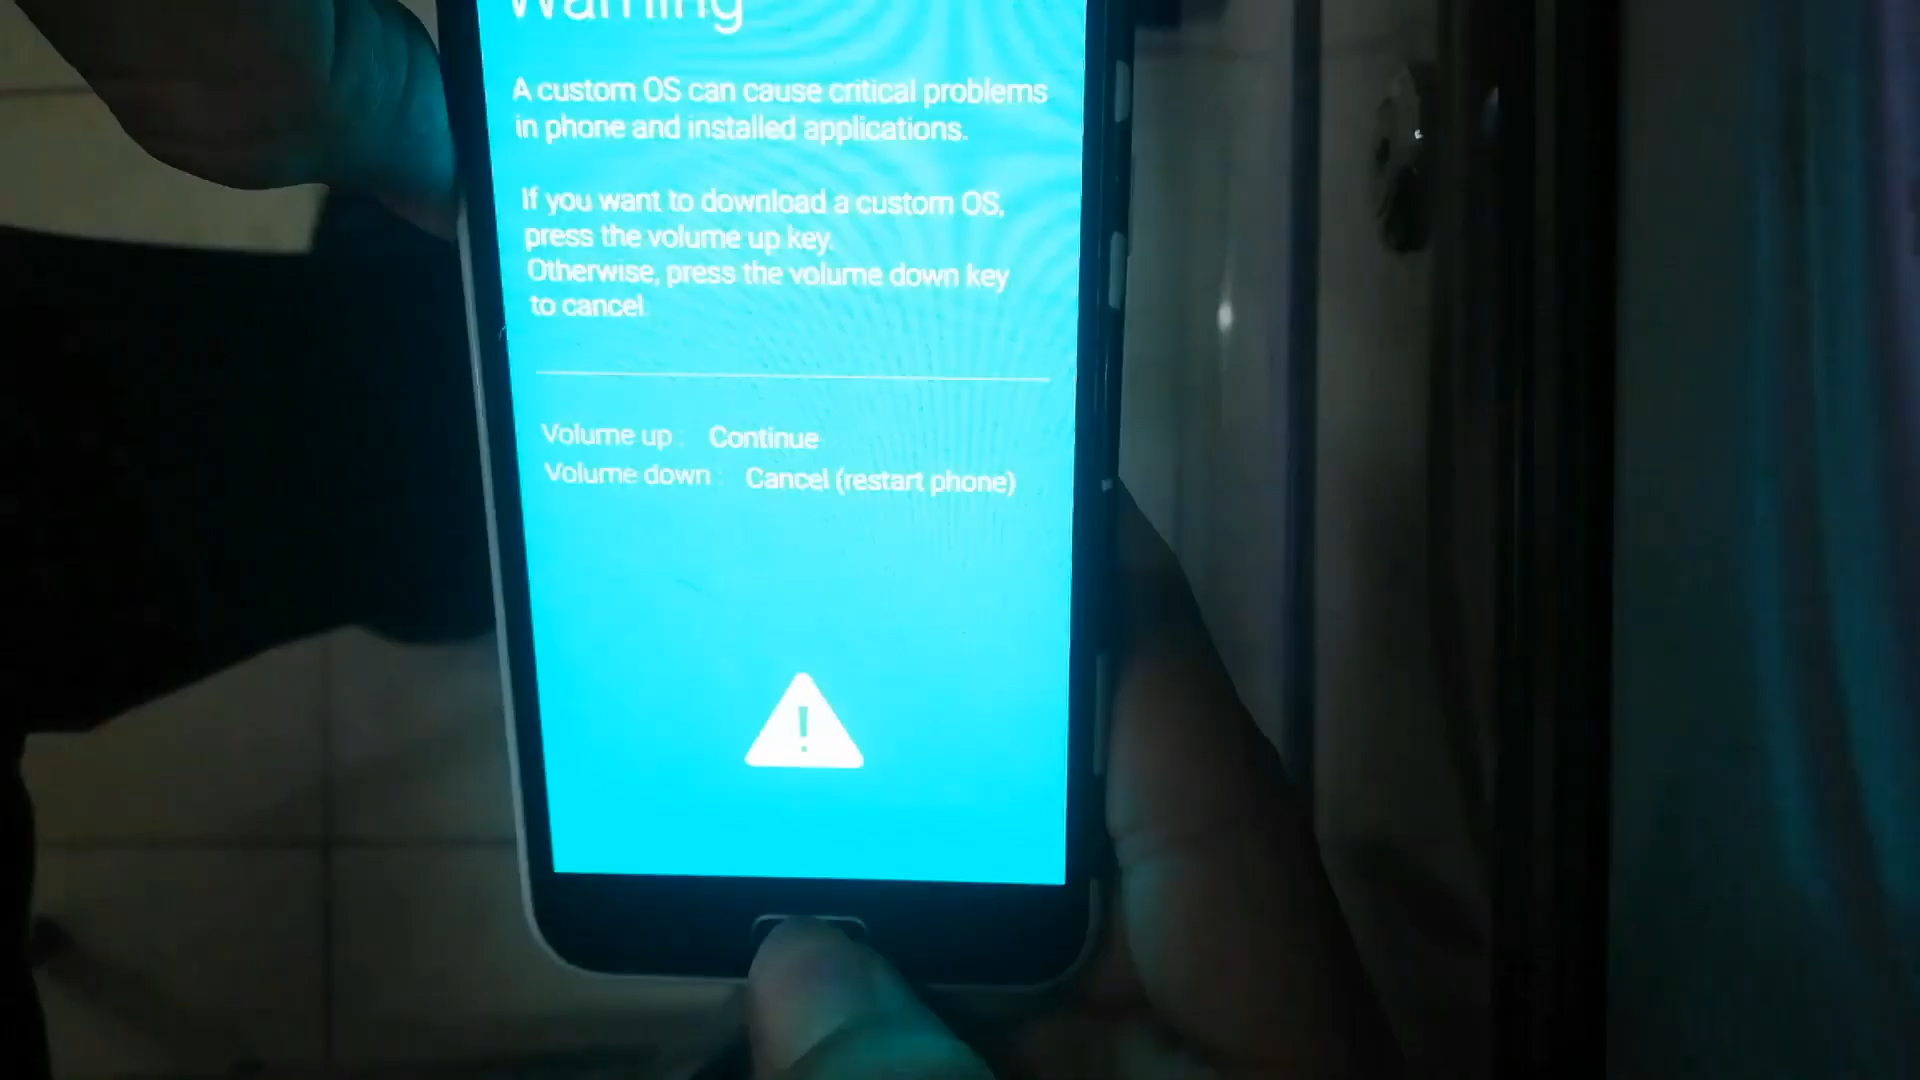 Warning
A custom OS can cause critical problems
in phone and installed applications.
If you want to download a custom OS,
press the volume up key.
Otherwise, press the volume down key
to cancel.
Volume up : Continue
Volume down : Cancel (restart phone)
!